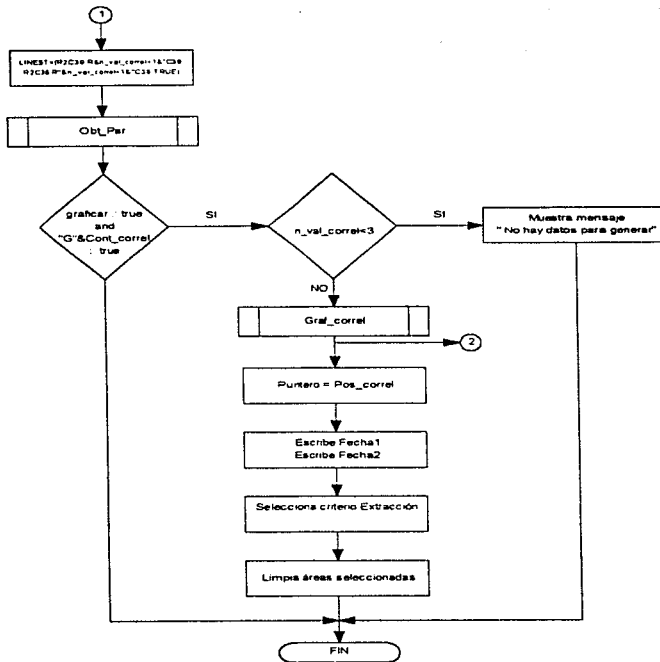 1
LINEST=(R2C39:R&n_val_correl+1&"C39
R2C38:R"&n_val_correl+1&"C38,TRUE)
Obt_Par
graficar : true
and
"G"&Cont_correl
: true
SI
n_val_correl<3
SI
Muestra mensaje
" No hay datos para generar"
NO
Graf_correl
2
Puntero = Pos_correl
Escribe Fecha1
Escribe Fecha2
Selecciona criterio Extracción
Limpia áreas seleccionadas
FIN